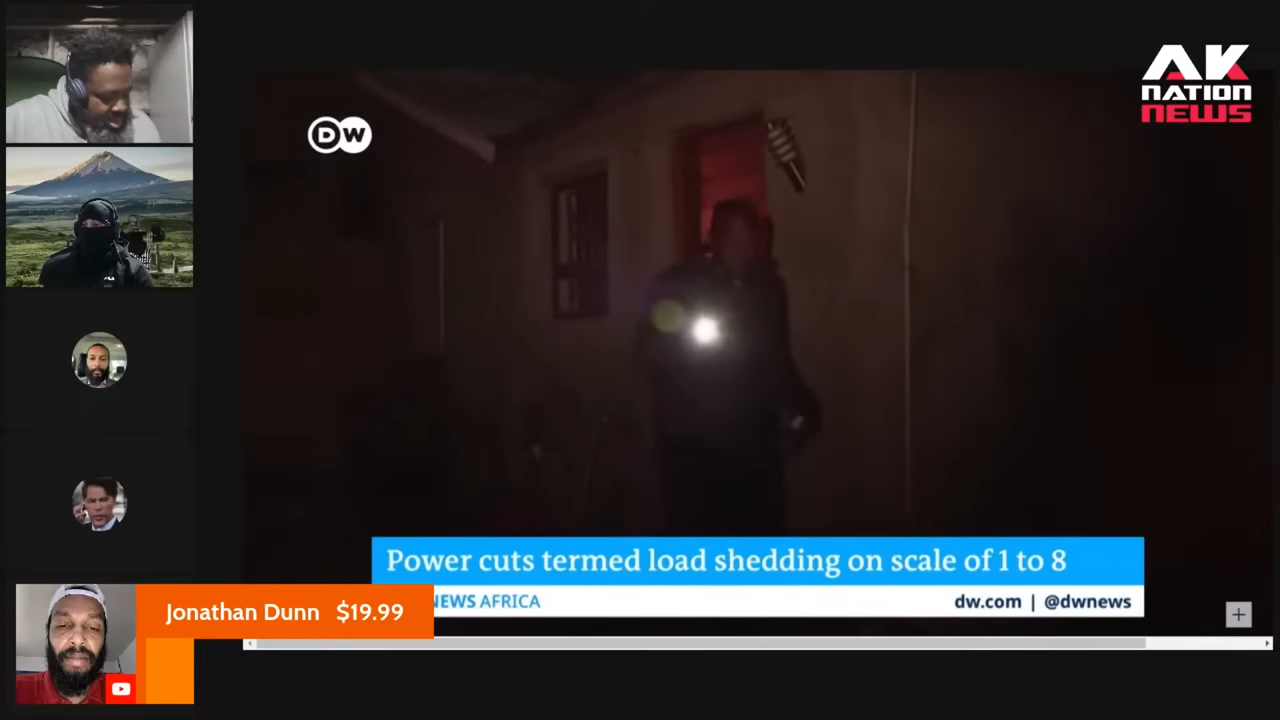 AK
NATION
NEWS
DW
Power cuts termed load shedding on scale of 1 to 8
NEWS AFRICA
dw.com | @dwnews
Jonathan Dunn $19.99